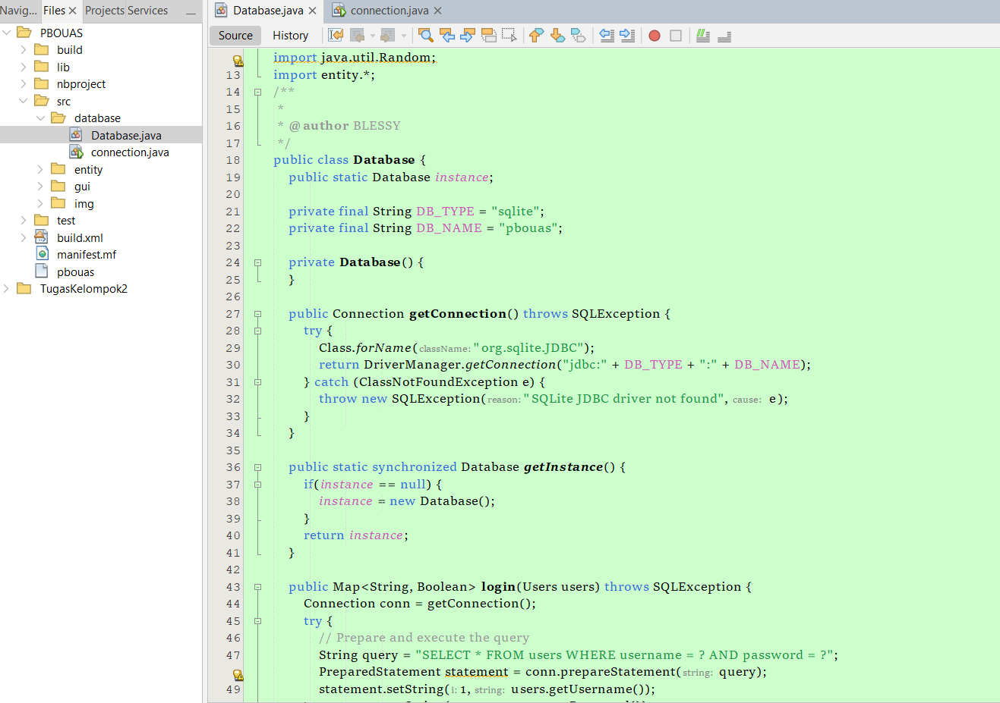 Navig... Files × Projects Services
Database.java × connection.java ×
Source History
PBOUAS
build
lib
nbproject
src
database
Database.java
connection.java
entity
gui
img
test
build.xml
manifest.mf
pbouas
TugasKelompok2
import java.util.Random;
13 import entity.*;
14 /**
15 *
16 * @author BLESSY
17 */
18 public class Database {
19 public static Database instance;
20
21 private final String DB_TYPE = "sqlite";
22 private final String DB_NAME = "pbouas";
23
24 private Database() {
25 }
26
27 public Connection getConnection() throws SQLException {
28 try {
29 Class.forName(className: "org.sqlite.JDBC");
30 return DriverManager.getConnection("jdbc:" + DB_TYPE + ":" + DB_NAME);
31 } catch (ClassNotFoundException e) {
32 throw new SQLException(reason: "SQLite JDBC driver not found", cause: e);
33 }
34 }
35
36 public static synchronized Database getInstance() {
37 if(instance == null) {
38 instance = new Database();
39 }
40 return instance;
41 }
42
43 public Map<String, Boolean> login(Users users) throws SQLException {
44 Connection conn = getConnection();
45 try {
46 // Prepare and execute the query
47 String query = "SELECT * FROM users WHERE username = ? AND password = ?";
PreparedStatement statement = conn.prepareStatement(string: query);
49 statement.setString(i: 1, string: users.getUsername());